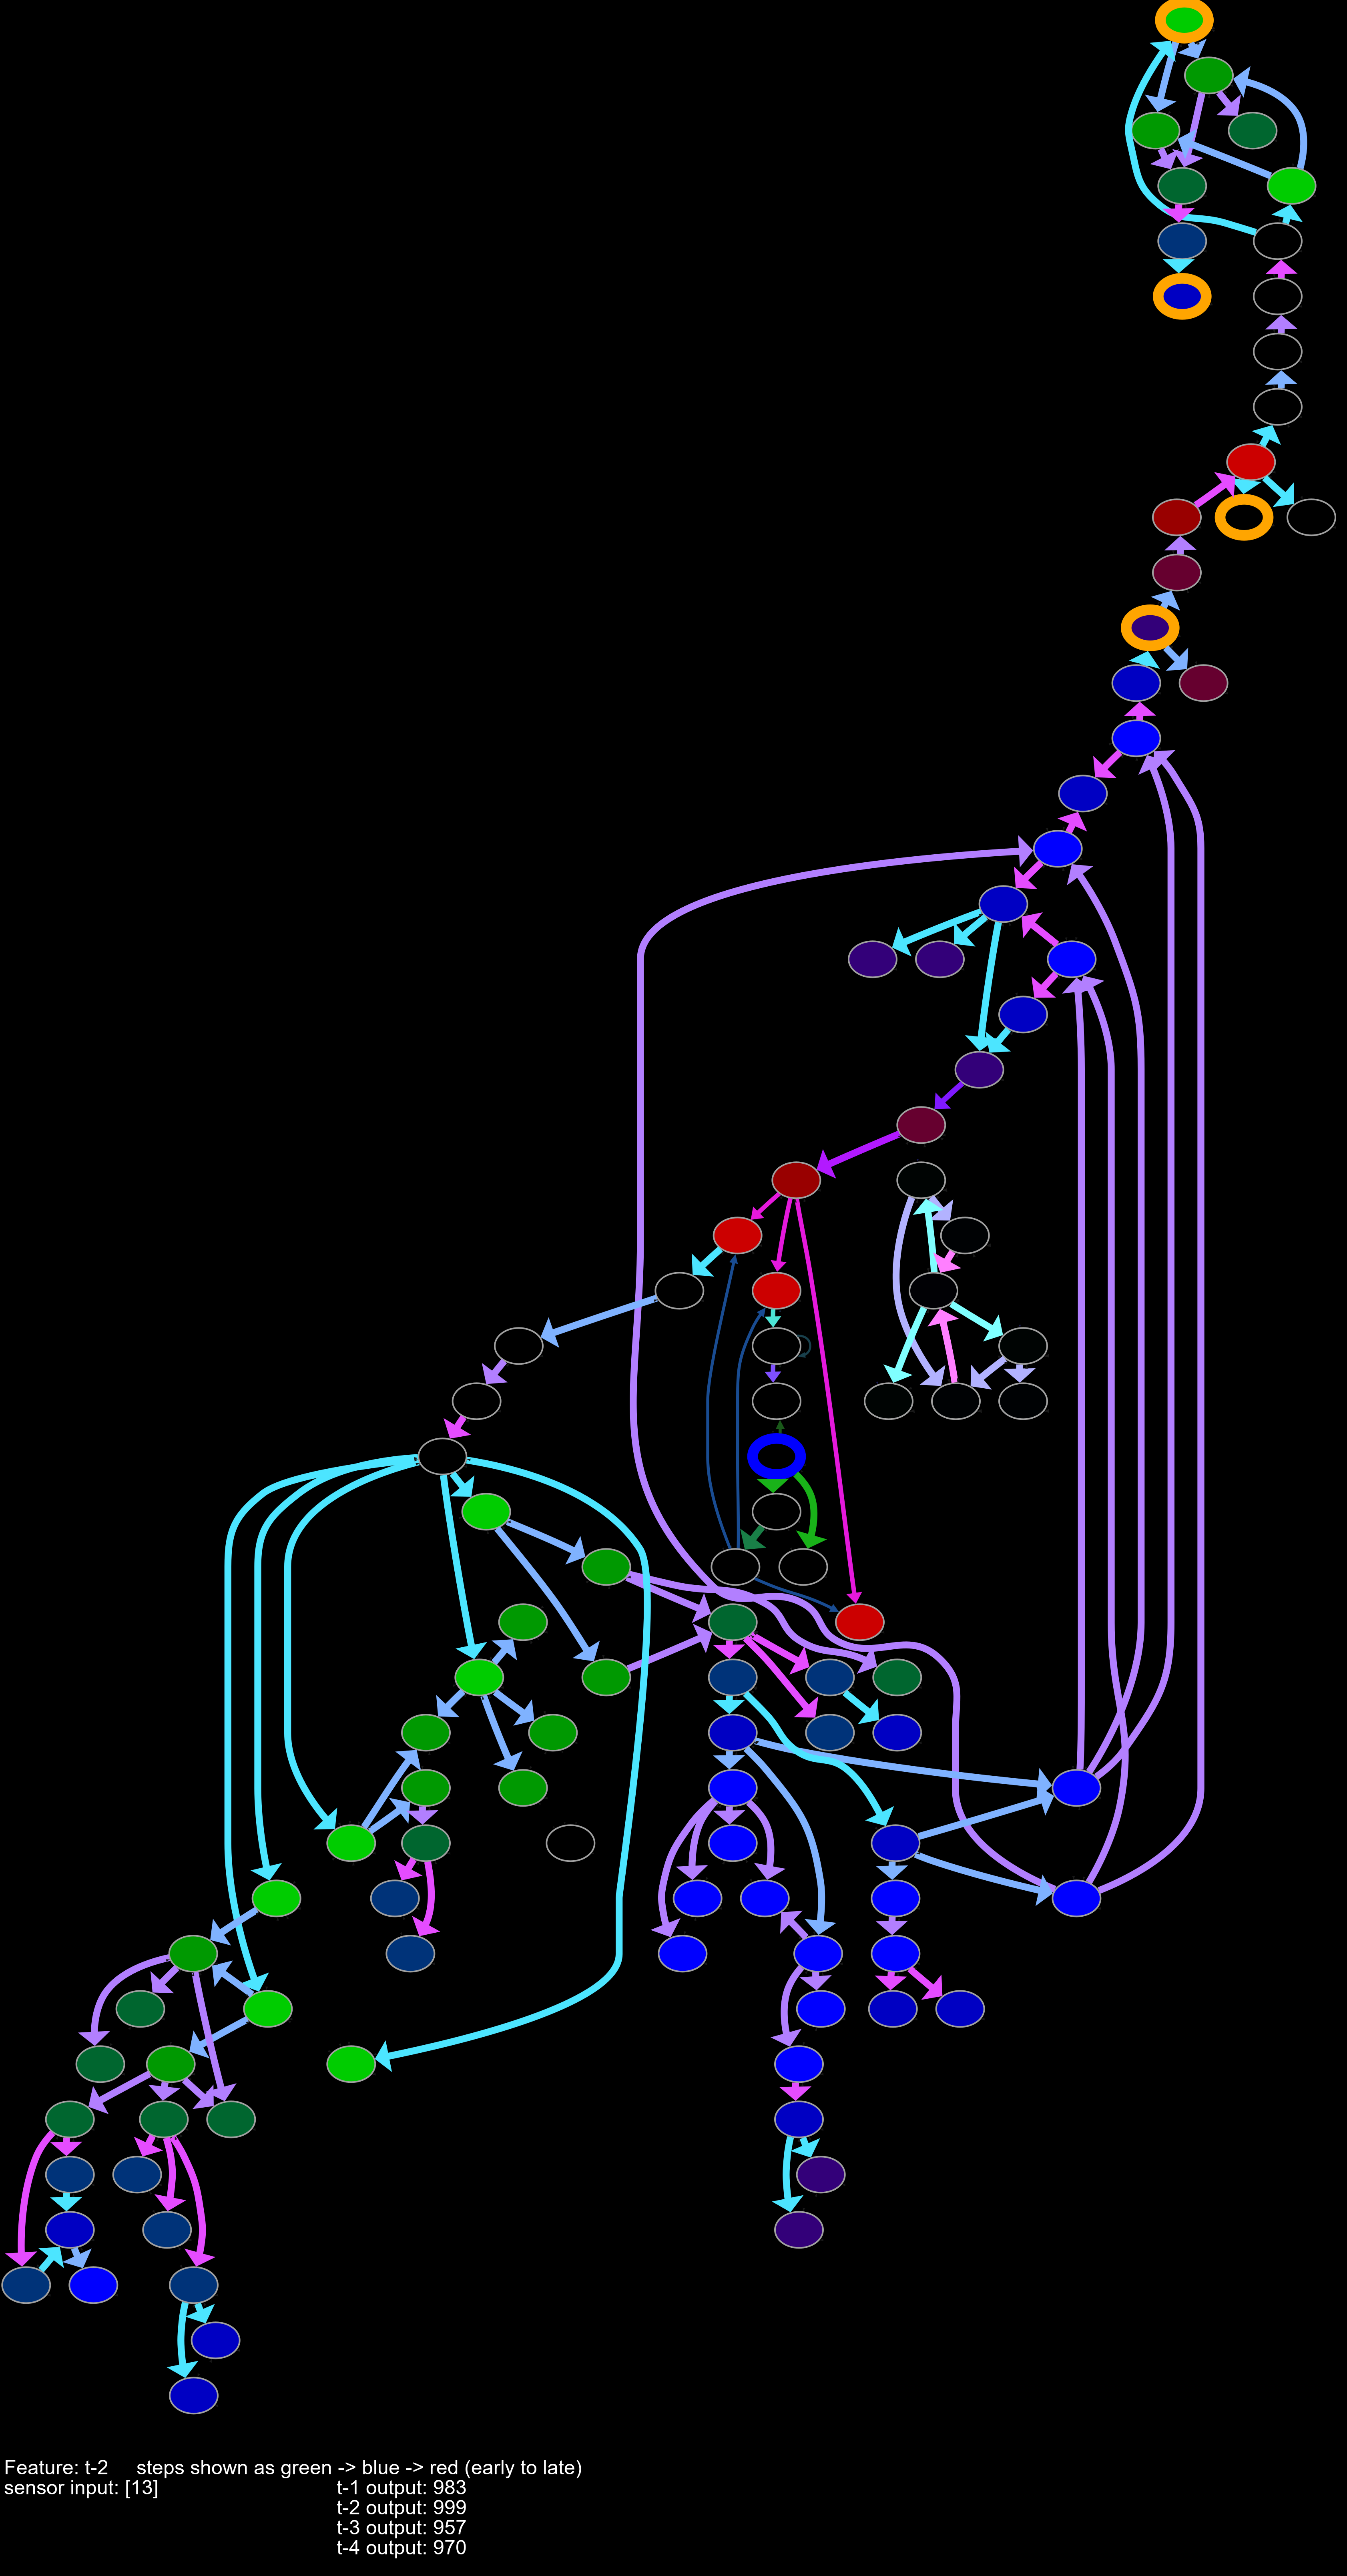 Feature: t-2     steps shown as green -> blue -> red (early to late)
sensor input: [13]     t-1 output: 983
t-2 output: 999
t-3 output: 957
t-4 output: 970